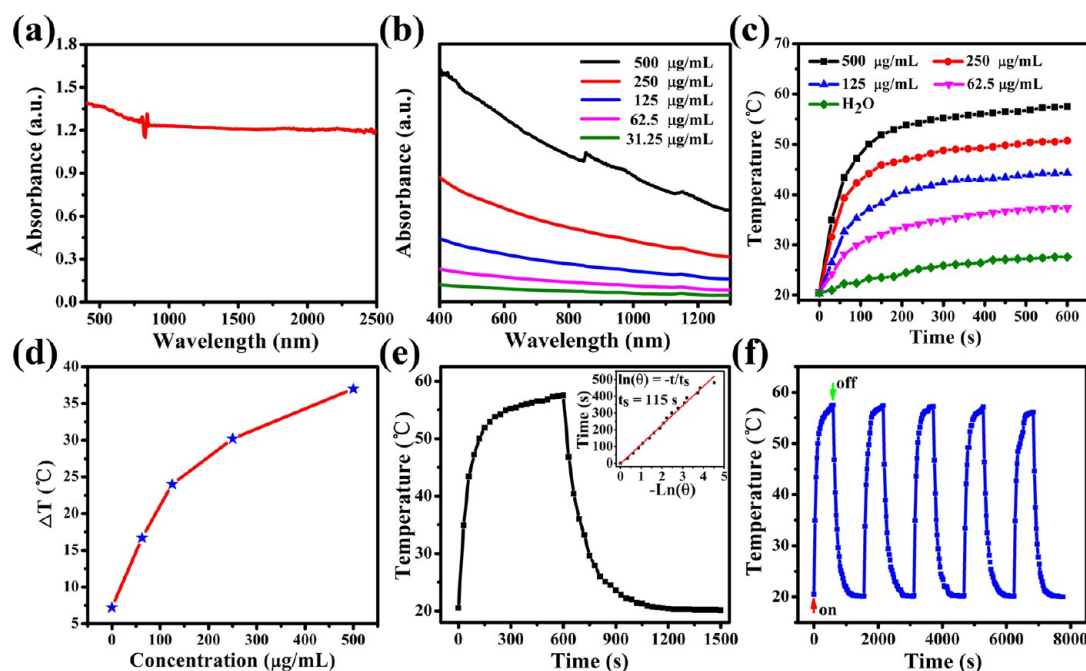 (a)
1.8
1.5
1.2
0.9
0.6
0.3
0.0
Absorbance (a.u.)
500 1000 1500 2000 2500
Wavelength (nm)
(b)
Absorbance (a.u.)
500 μg/mL
250 μg/mL
125 μg/mL
62.5 μg/mL
31.25 μg/mL
400 600 800 1000 1200
Wavelength (nm)
(c)
70
60
50
40
30
20
Temperature (℃)
500 μg/mL 250 μg/mL
125 μg/mL 62.5 μg/mL
H2O
0 100 200 300 400 500 600
Time (s)
(d)
40
35
30
25
20
15
10
5
ΔT (℃)
0 100 200 300 400 500
Concentration (μg/mL)
(e)
60
50
40
30
20
Temperature (℃)
0 300 600 900 1200 1500
Time (s)
500
400
300
200
100
0
Time (s)
ln(θ) = -t/ts
ts = 115 s
0 1 2 3 4 5
-Ln(θ)
(f)
60
50
40
30
20
Temperature (℃)
off
on
0 2000 4000 6000 8000
Time (s)